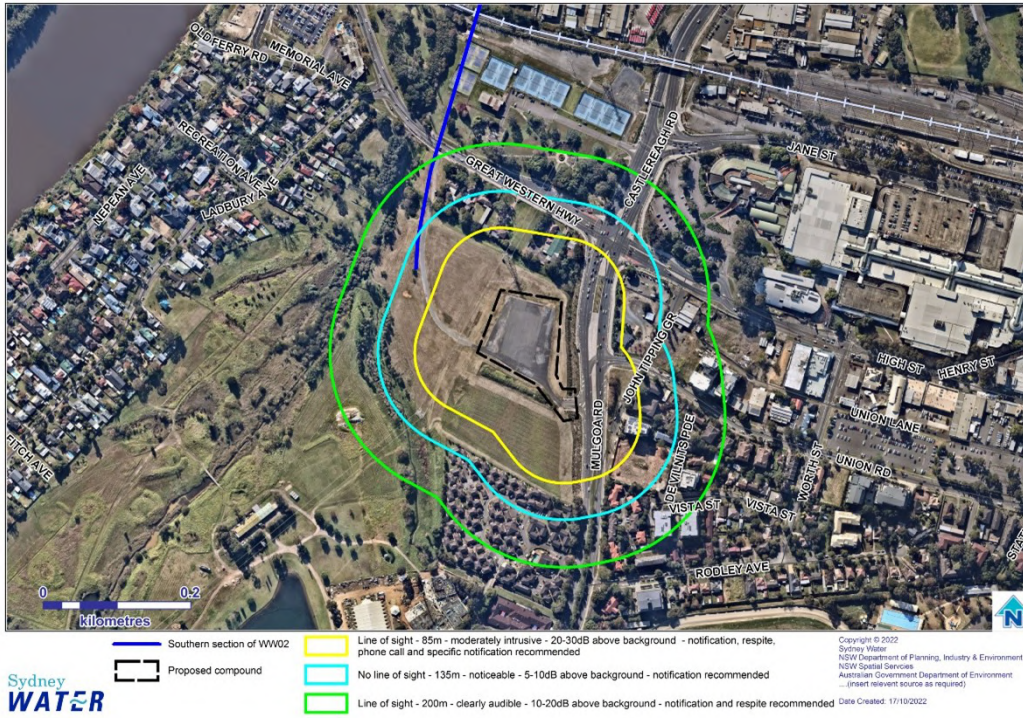 OLD FERRY RD
MEMORIAL AVE
RECREATION AVE
NEPEAN AVE
LADBURY AVE
GREAT WESTERN HWY
CASTLEREAGH RD
JANE ST
JOHN TIPPING GR
HIGH ST
HENRY ST
UNION LANE
UNION RD
MULGOA RD
DEVILNITS PDE
WORTH ST
VISTA ST
VISTA ST
RODLEY AVE
FITCH AVE
0 0.2
kilometres
N
Southern section of WW02
Proposed compound
Line of sight - 85m - moderately intrusive - 20-30dB above background - notification, respite,
phone call and specific notification recommended
No line of sight - 135m - noticeable - 5-10dB above background - notification recommended
Line of sight - 200m - clearly audible - 10-20dB above background - notification and respite recommended
Copyright © 2022
Sydney Water
NSW Department of Planning, Industry & Environment
NSW Spatial Servcies
Australian Government Department of Environment
....(insert relevent source as required)
Date Created: 17/10/2022
Sydney
WATER